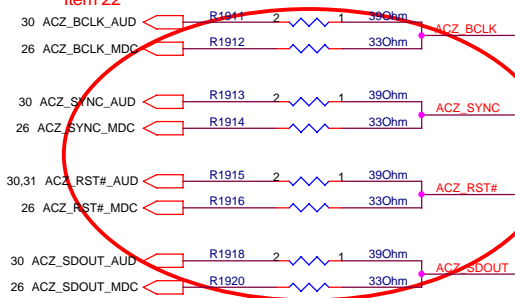 Item 22
30 ACZ_BCLK_AUD R1911 2 1 39Ohm
ACZ_BCLK
26 ACZ_BCLK_MDC R1912 33Ohm
30 ACZ_SYNC_AUD R1913 2 1 39Ohm
ACZ_SYNC
26 ACZ_SYNC_MDC R1914 33Ohm
30,31 ACZ_RST#_AUD R1915 2 1 39Ohm
ACZ_RST#
26 ACZ_RST#_MDC R1916 33Ohm
30 ACZ_SDOUT_AUD R1918 2 1 39Ohm
ACZ_SDOUT
26 ACZ_SDOUT_MDC R1920 33Ohm